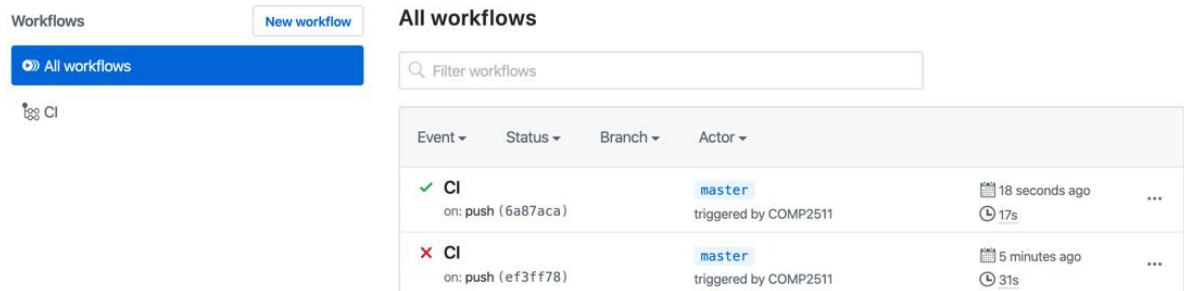 Workflows
New workflow
All workflows
CI
All workflows
Filter workflows
Event Status Branch Actor
CI
master
18 seconds ago
on: push (6a87aca)
triggered by COMP2511
17s
CI
master
5 minutes ago
on: push (ef3ff78)
triggered by COMP2511
31s